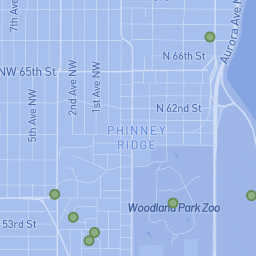 N 66th St
Aurora Ave N
7th Ave NW
NW 65th St
5th Ave NW
2nd Ave NW
1st Ave NW
N 62nd St
PHINNEY
RIDGE
Woodland Park Zoo
53rd St